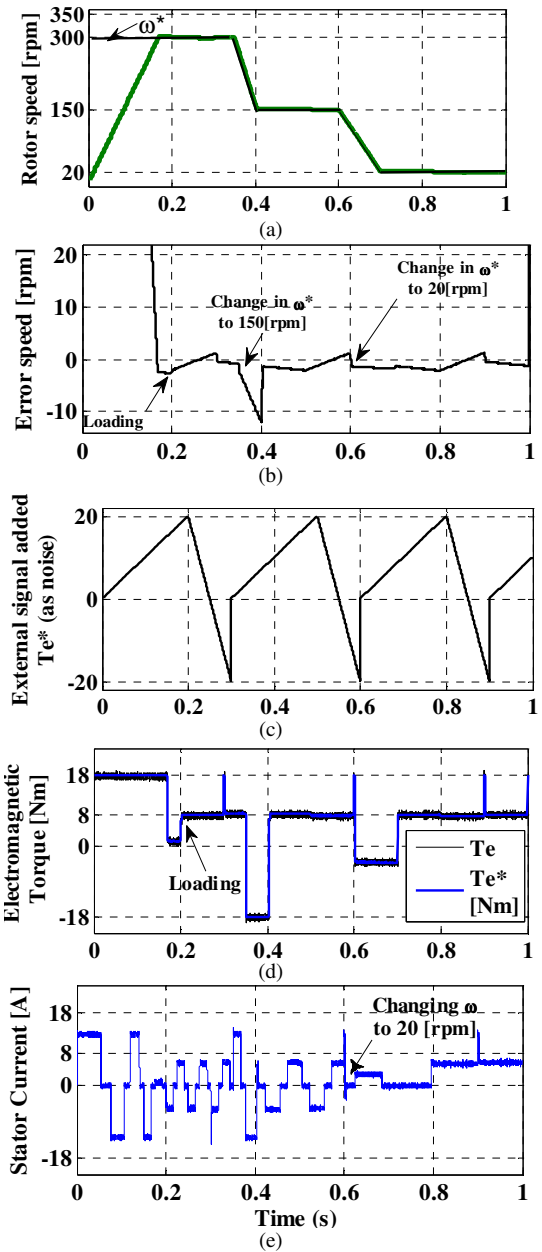 Rotor speed [rpm]
350
300
150
20
ω*
0 0.2 0.4 0.6 0.8 1
(a)
Error speed [rpm]
20
0
-10
Change in ω*
to 150[rpm]
Change in ω*
to 20[rpm]
Loading
0 0.2 0.4 0.6 0.8 1
(b)
External signal added
Te* (as noise)
20
0
-20
0 0.2 0.4 0.6 0.8 1
(c)
Electromagnetic
Torque [Nm]
18
8
0
-18
Loading
Te
Te*
[Nm]
0 0.2 0.4 0.6 0.8 1
(d)
Stator Current [A]
18
8
0
-18
Changing ω
to 20 [rpm]
0 0.2 0.4 0.6 0.8 1
Time (s)
(e)